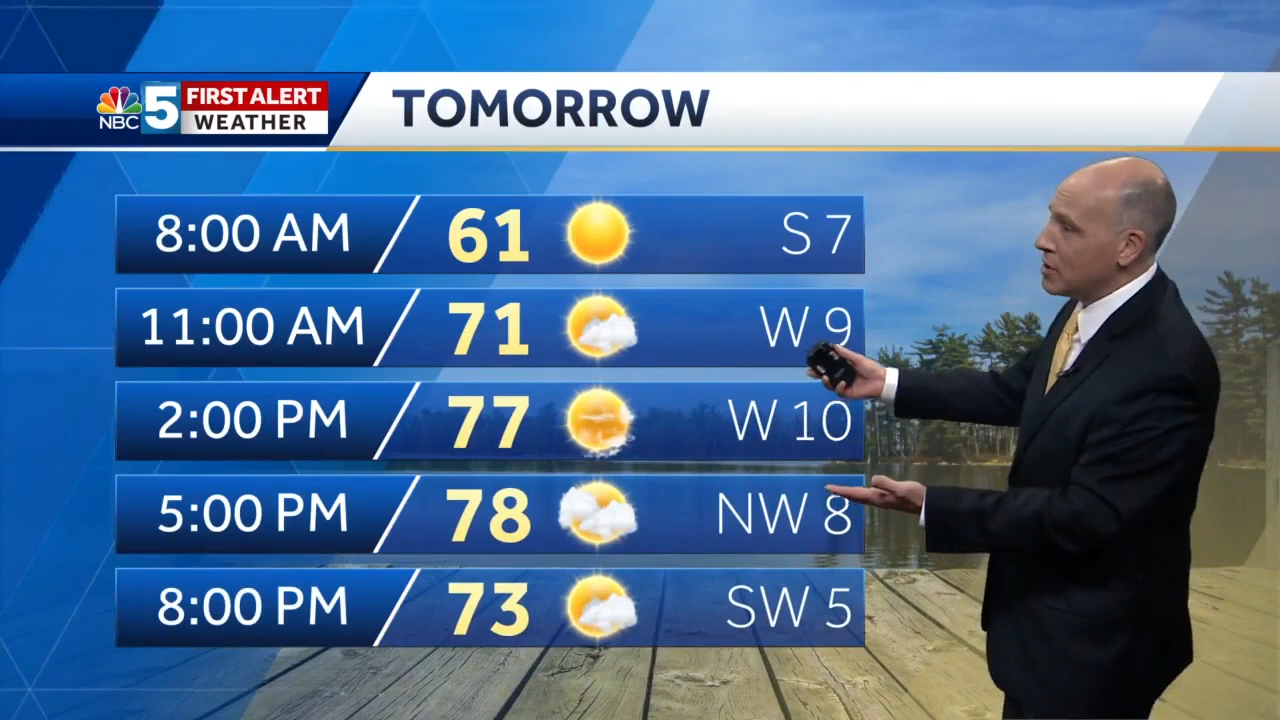 NBC 5 FIRST ALERT WEATHER
TOMORROW
8:00 AM 61 S 7
11:00 AM 71 W 9
2:00 PM 77 W 10
5:00 PM 78 NW 8
8:00 PM 73 SW 5